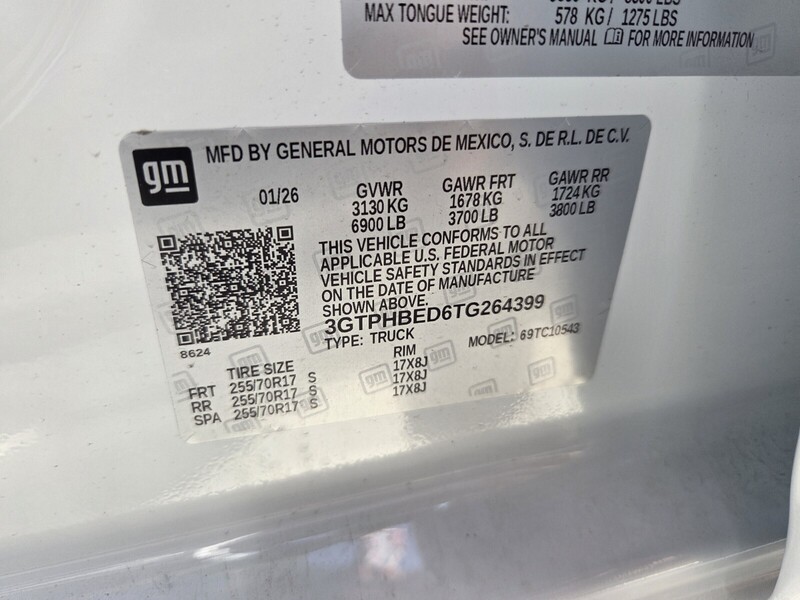 MAX TONGUE WEIGHT: 578 KG / 1275 LBS
SEE OWNER'S MANUAL FOR MORE INFORMATION
gm MFD BY GENERAL MOTORS DE MEXICO, S. DE R.L. DE C.V.
01/26 GVWR GAWR FRT GAWR RR
3130 KG 1678 KG 1724 KG
6900 LB 3700 LB 3800 LB
THIS VEHICLE CONFORMS TO ALL
APPLICABLE U.S. FEDERAL MOTOR
VEHICLE SAFETY STANDARDS IN EFFECT
ON THE DATE OF MANUFACTURE
SHOWN ABOVE.
3GTPHBED6TG264399
TYPE: TRUCK MODEL: 69TC10543
8624
TIRE SIZE RIM
FRT 255/70R17 S 17X8J
RR 255/70R17 S 17X8J
SPA 255/70R17 S 17X8J